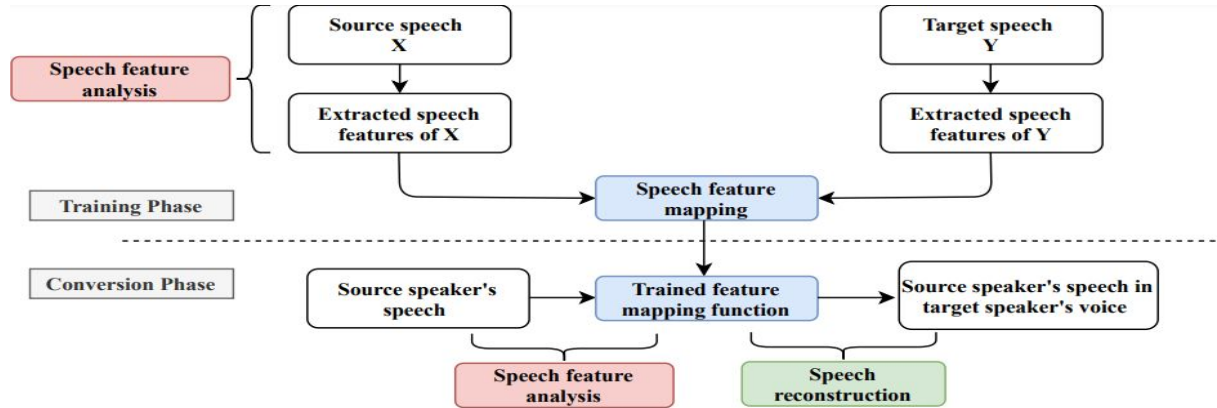 Source speech
X
Target speech
Y
Speech feature
analysis
Extracted speech
features of X
Extracted speech
features of Y
Training Phase
Speech feature
mapping
Conversion Phase
Source speaker's
speech
Trained feature
mapping function
Source speaker's speech in
target speaker's voice
Speech feature
analysis
Speech
reconstruction